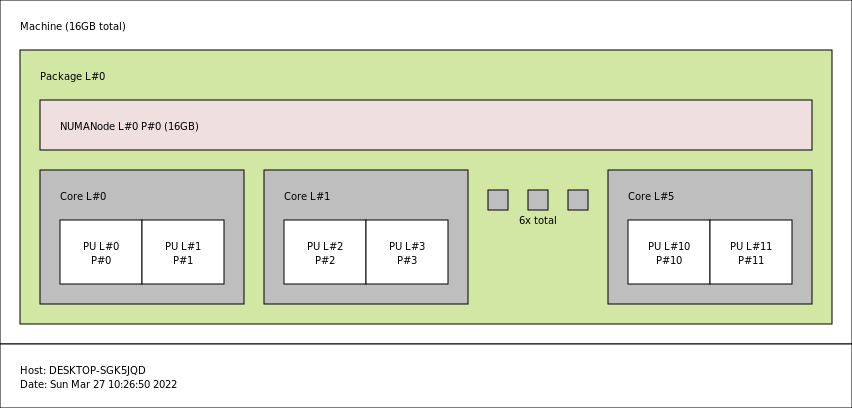 Machine (16GB total)
Package L#0
NUMANode L#0 P#0 (16GB)
Core L#0
PU L#0
P#0
PU L#1
P#1
Core L#1
PU L#2
P#2
PU L#3
P#3
6x total
Core L#5
PU L#10
P#10
PU L#11
P#11
Host: DESKTOP-SGK5JQD
Date: Sun Mar 27 10:26:50 2022